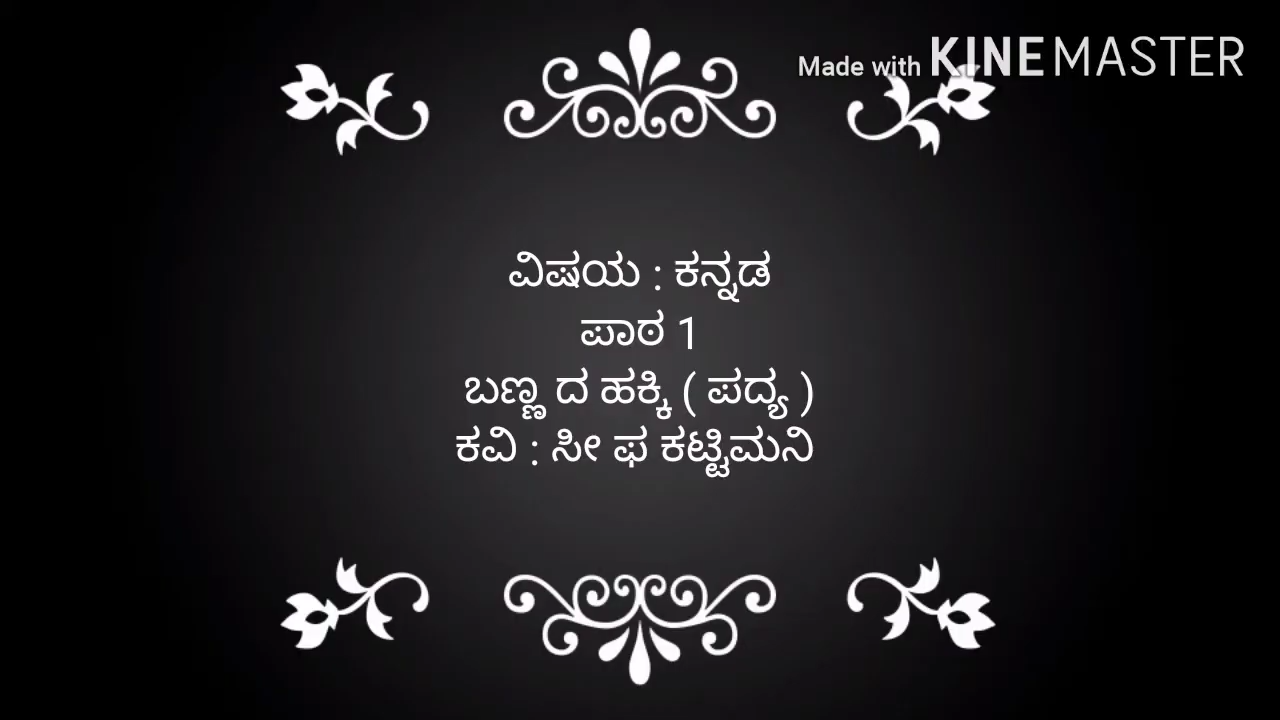 Made with KINEMASTER
ವಿಷಯ : ಕನ್ನಡ
ಪಾಠ 1
ಬಣ್ಣ ದ ಹಕ್ಕಿ ( ಪದ್ಯ )
ಕವಿ : ಸೀ ಫ ಕಟ್ಟಿಮನಿ